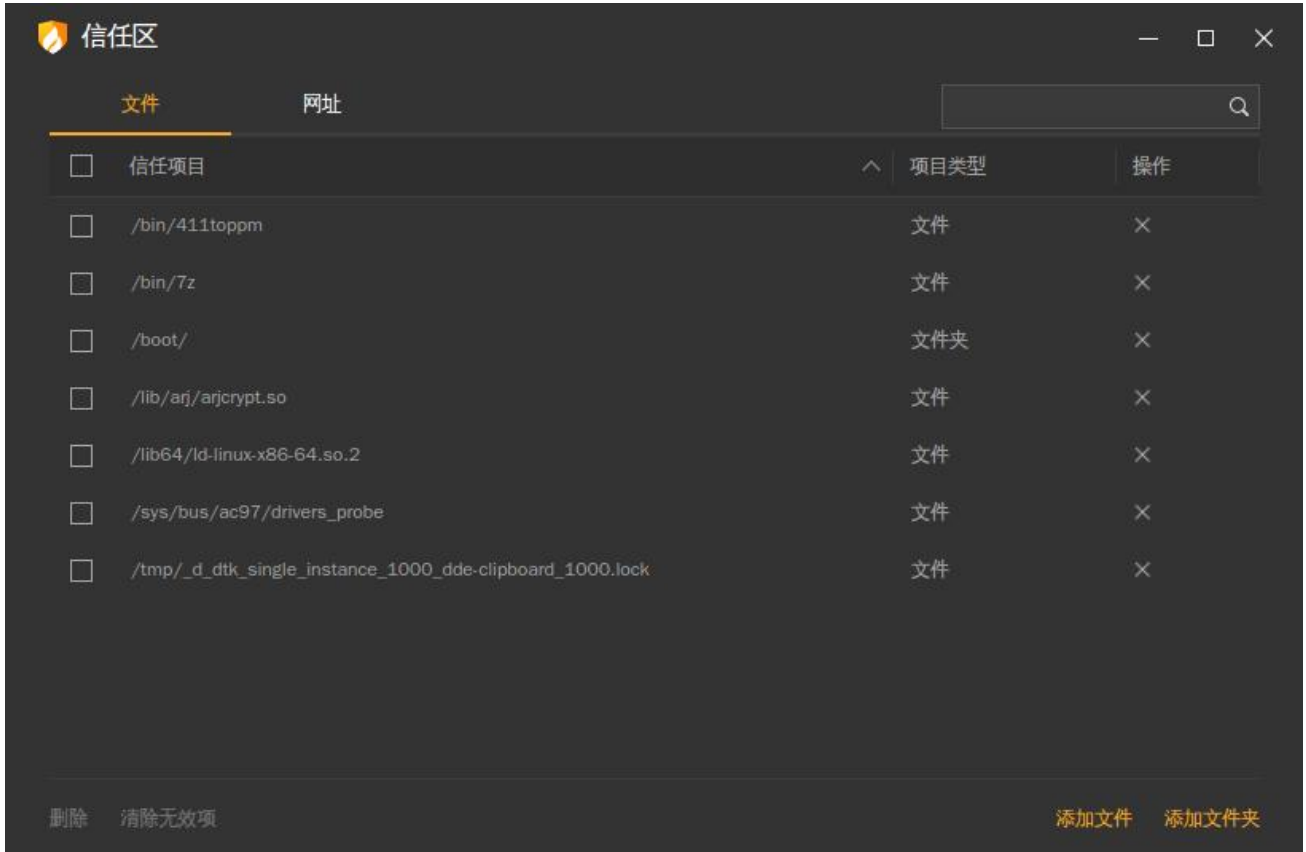 信任区
文件 网址
信任项目 项目类型 操作
/bin/411toppm 文件
/bin/7z 文件
/boot/ 文件夹
/lib/arj/arjcrypt.so 文件
/lib64/ld-linux-x86-64.so.2 文件
/sys/bus/ac97/drivers_probe 文件
/tmp/_d_dtk_single_instance_1000_dde-clipboard_1000.lock 文件
删除 清除无效项 添加文件 添加文件夹